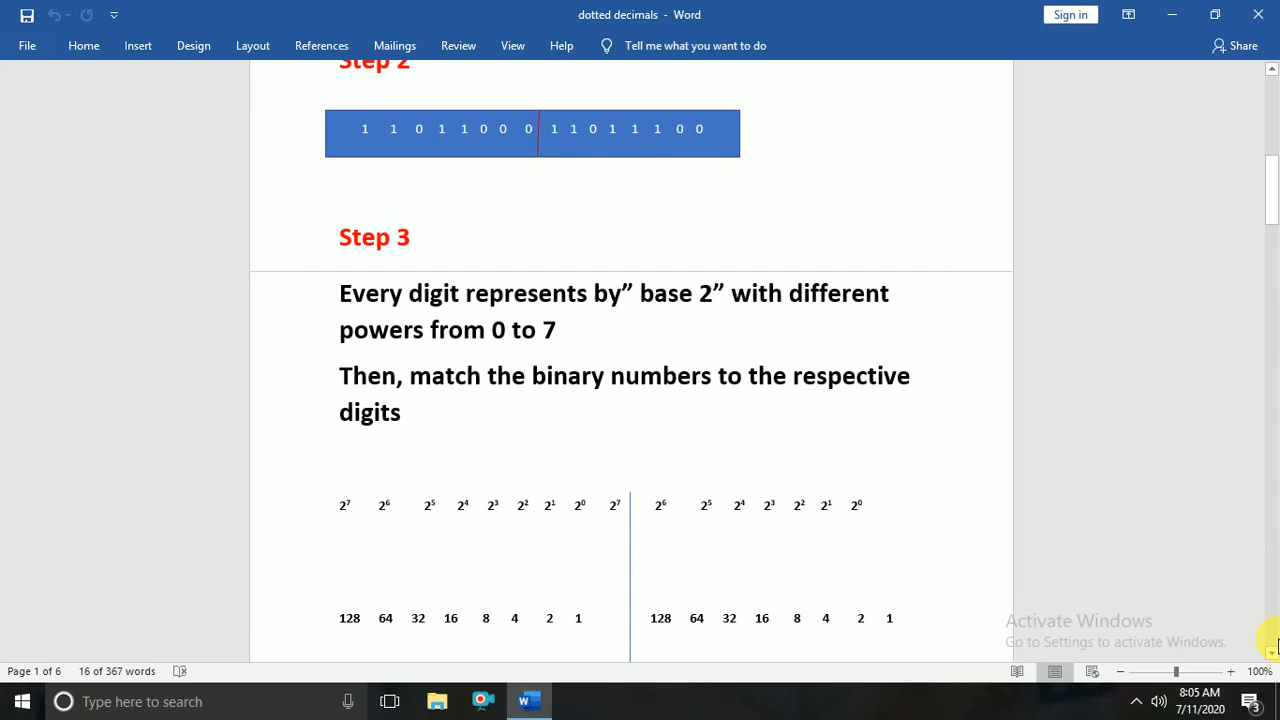 dotted decimals - Word
Sign in
File Home Insert Design Layout References Mailings Review View Help Tell me what you want to do Share
Step 2
1 1 0 1 1 0 0 0 1 1 0 1 1 1 0 0
Step 3
Every digit represents by” base 2” with different
powers from 0 to 7
Then, match the binary numbers to the respective
digits
2⁷ 2⁶ 2⁵ 2⁴ 2³ 2² 2¹ 2⁰ 2⁷ 2⁶ 2⁵ 2⁴ 2³ 2² 2¹ 2⁰
128 64 32 16 8 4 2 1 128 64 32 16 8 4 2 1
Activate Windows
Go to Settings to activate Windows.
Page 1 of 6 16 of 367 words 100%
Type here to search
8:05 AM
7/11/2020
3